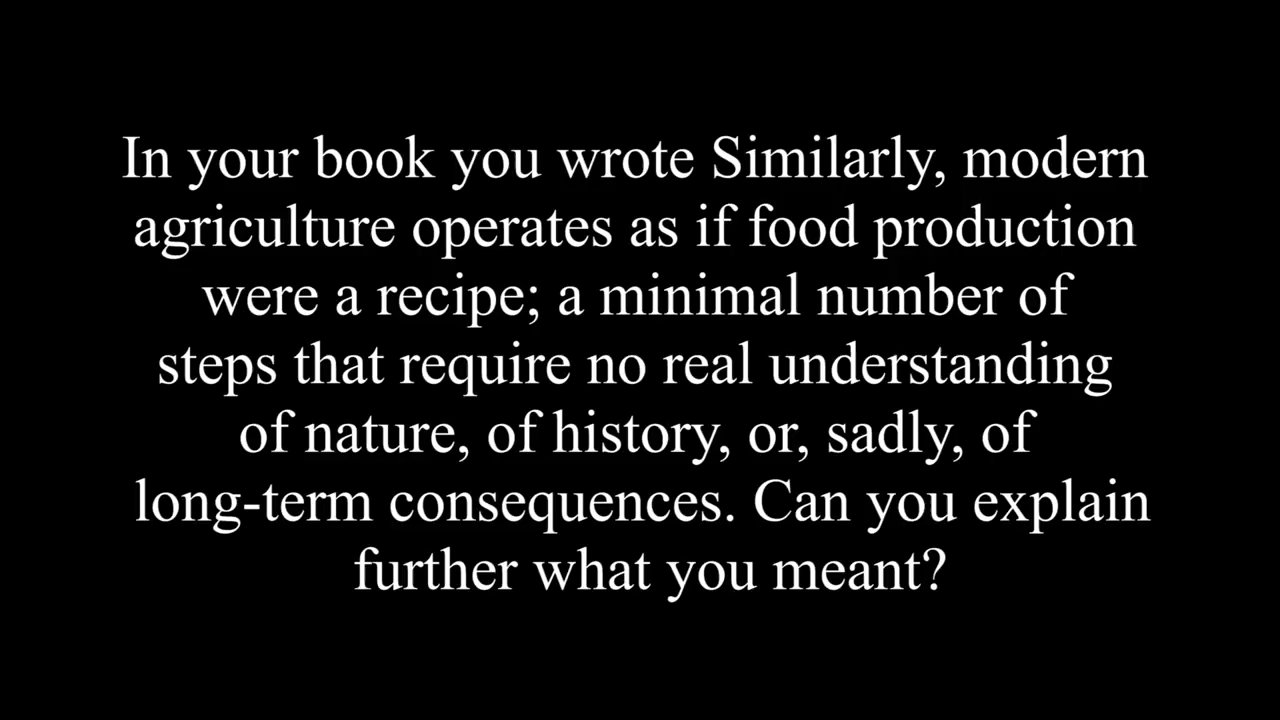 In your book you wrote Similarly, modern
agriculture operates as if food production
were a recipe; a minimal number of
steps that require no real understanding
of nature, of history, or, sadly, of
long-term consequences. Can you explain
further what you meant?